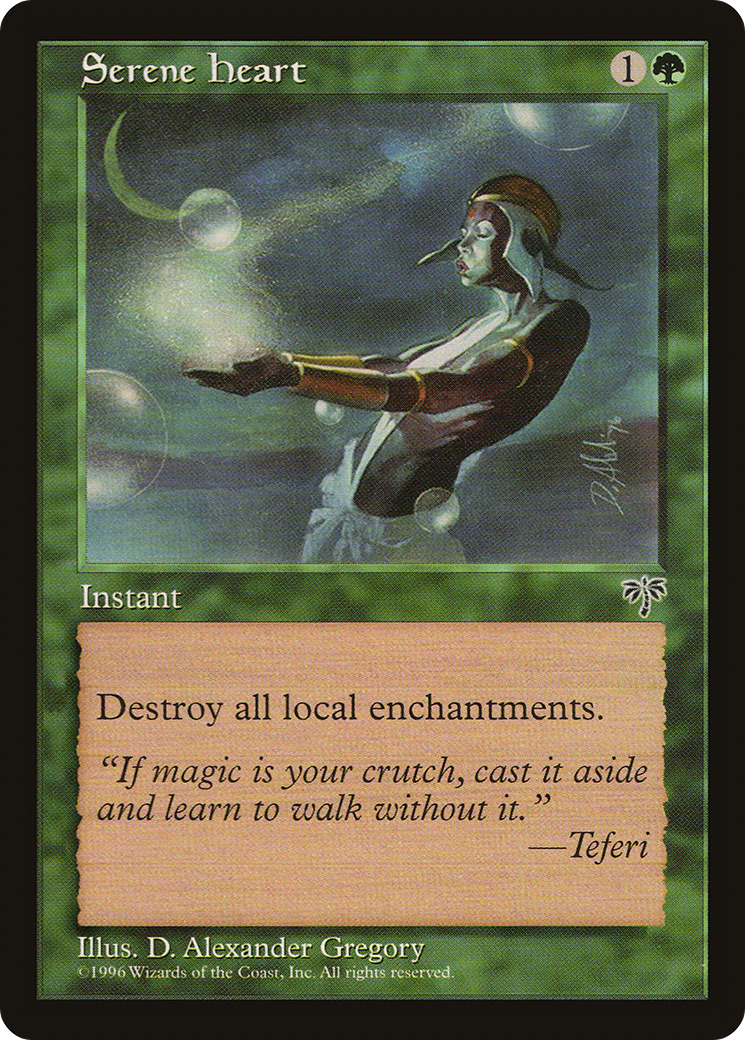 Serene Heart
1
Instant
Destroy all local enchantments.
“If magic is your crutch, cast it aside
and learn to walk without it.”
—Teferi
Illus. D. Alexander Gregory
©1996 Wizards of the Coast, Inc. All rights reserved.